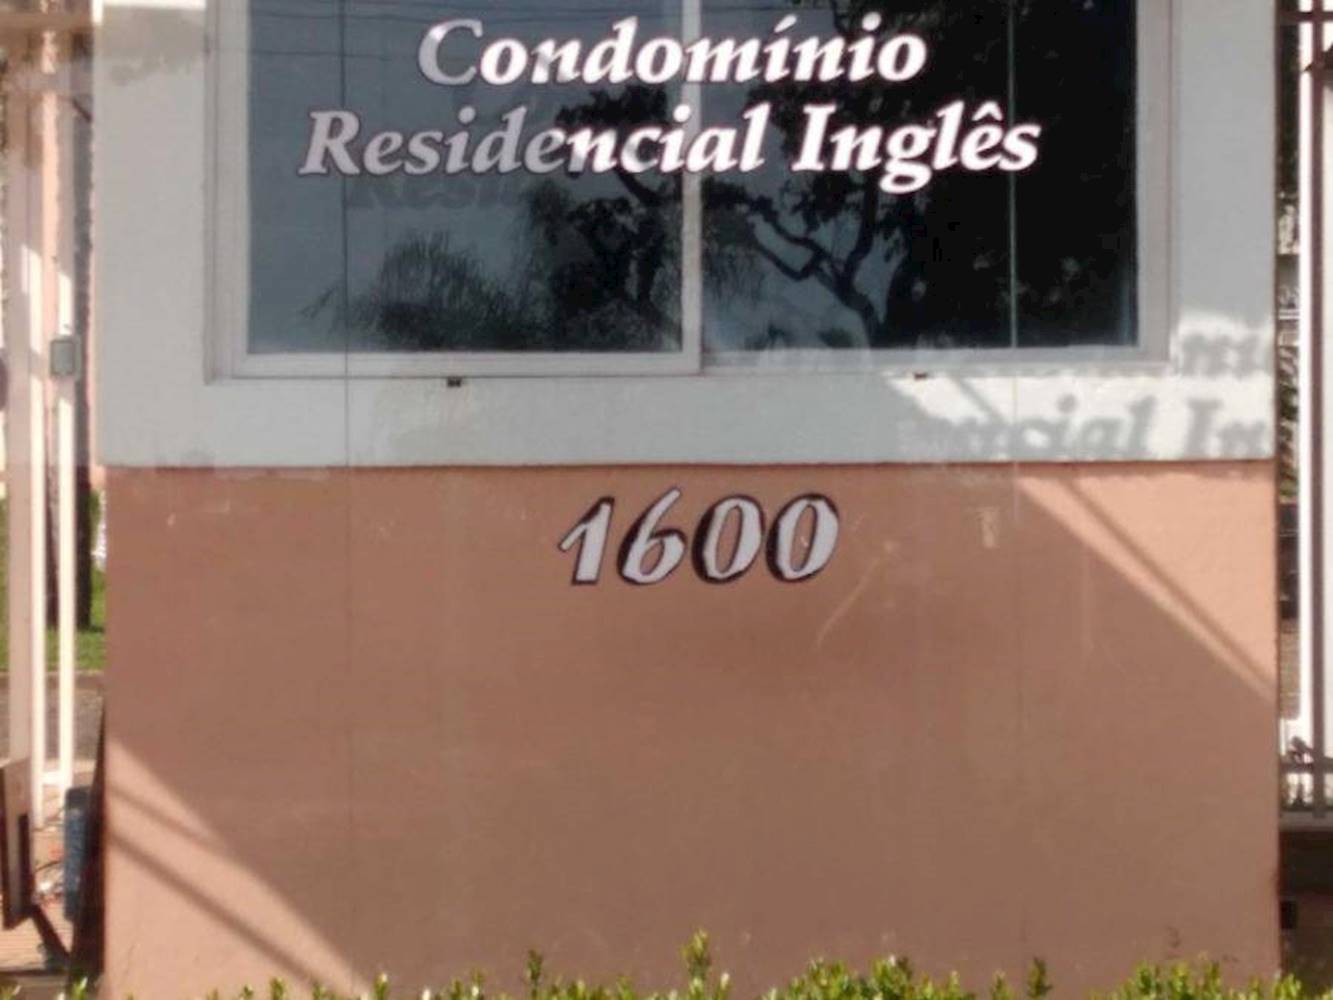 Condomínio
Residencial Inglês
1600